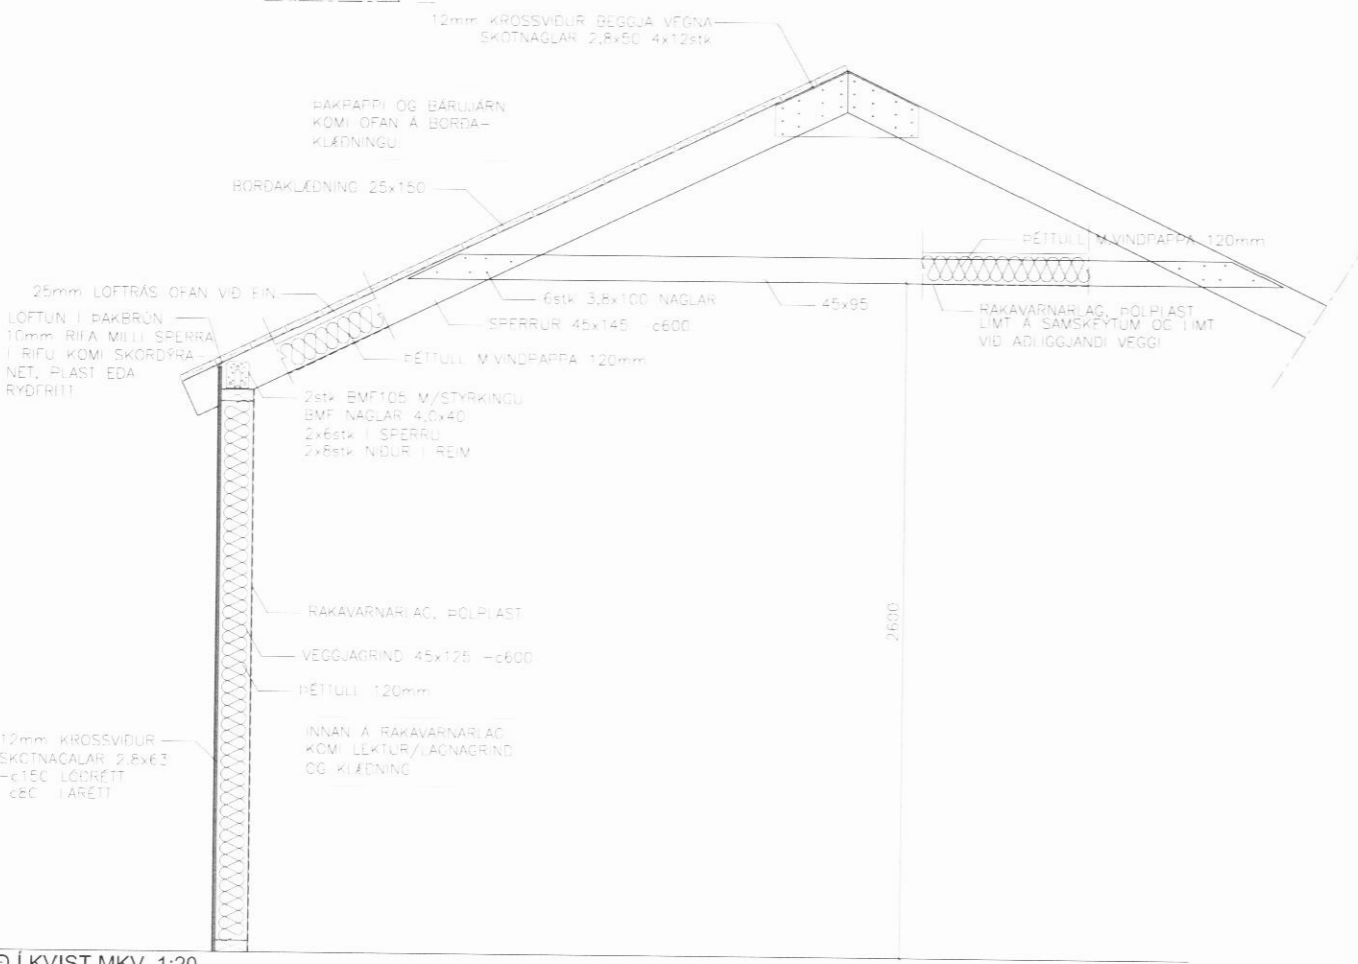 12mm KROSSVIÐUR BEGGJA VEGNA
SKOTNAGLAR 2,8x50 4x12stk
ÞAKPAPPI OG BÁRUJÁRN
KOMI OFAN Á BORÐA-
KLÆÐNINGU
BORÐAKLÆÐNING 25x150
ÞÉTTULL M.VINDPAPPA 120mm
25mm LOFTRÁS OFAN VIÐ EIN.
6stk 3,8x100 NAGLAR
45x95
LOFTUN Í ÞAKBRÚN
10mm RIFA MILLI SPERRA
Í RIFU KOMI SKORDÝRA-
NET, PLAST EÐA
RYÐFRÍTT
SPERRUR 45x145 c600
RAKAVARNARLAG, ÞOLPLAST
LÍMT Á SAMSKEYTUM OG LÍMT
VIÐ AÐLIGGJANDI VEGGI
ÞÉTTULL M.VINDPAPPA 120mm
2stk BMF105 M/STYRKINGU
BMF NAGLAR 4,0x40
2x6stk Í SPERRU
2x8stk NIÐUR Í REIM
2600
RAKAVARNARLAG, ÞOLPLAST
VEGGJAGRIND 45x125 -c600
ÞÉTTULL 120mm
INNAN Á RAKAVARNARLAG
KOMI LEKTUR/LAGNAGRIND
OG KLÆÐNING
12mm KROSSVIÐUR
SKOTNAGALAR 2.8x63
-c150 LÓÐRÉTT
c80 LÁRÉTT
Ð Í KVIST MKV. 1:20